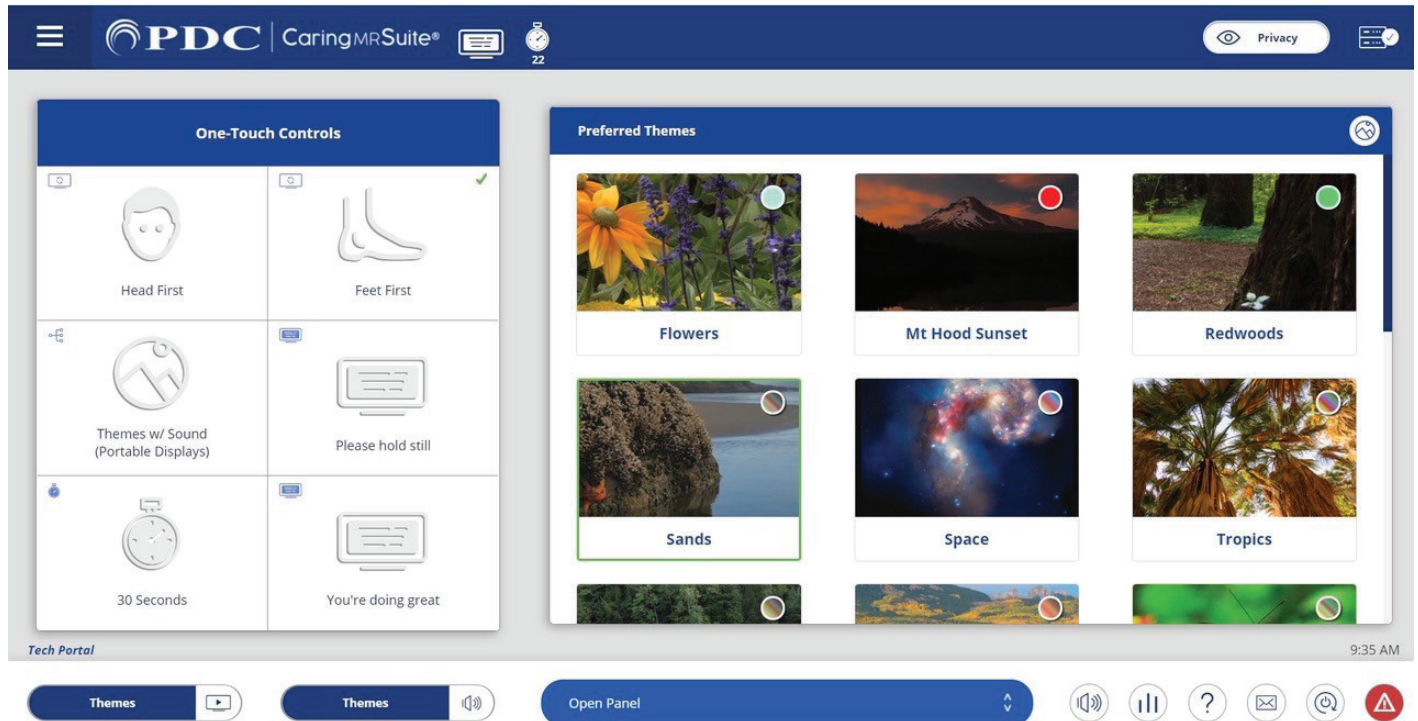 PDC CaringMRSuite®
22
Privacy
One-Touch Controls
Head First
Feet First
Themes w/ Sound
(Portable Displays)
Please hold still
30 Seconds
You're doing great
Preferred Themes
Flowers
Mt Hood Sunset
Redwoods
Sands
Space
Tropics
Tech Portal
9:35 AM
Themes
Themes
Open Panel
?